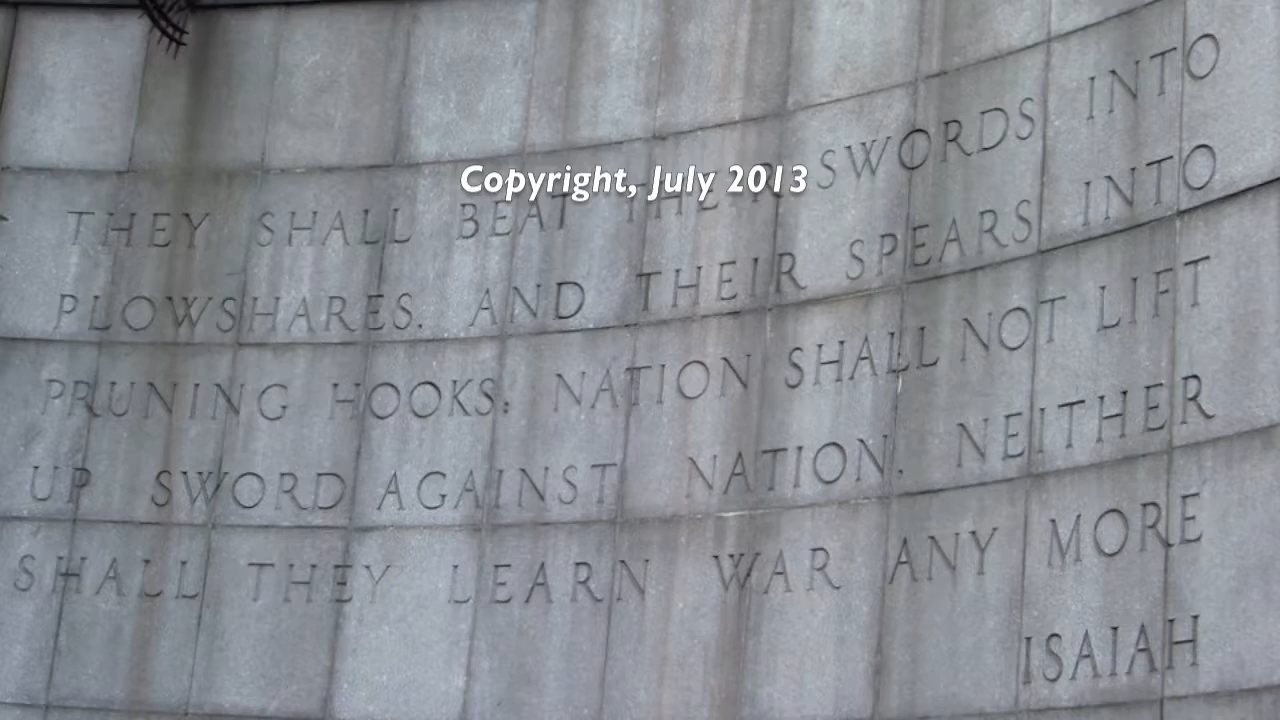 Copyright, July 2013
THEY SHALL BEAT THEIR SWORDS INTO
PLOWSHARES. AND THEIR SPEARS INTO
PRUNING HOOKS: NATION SHALL NOT LIFT
UP SWORD AGAINST NATION. NEITHER
SHALL THEY LEARN WAR ANY MORE
ISAIAH